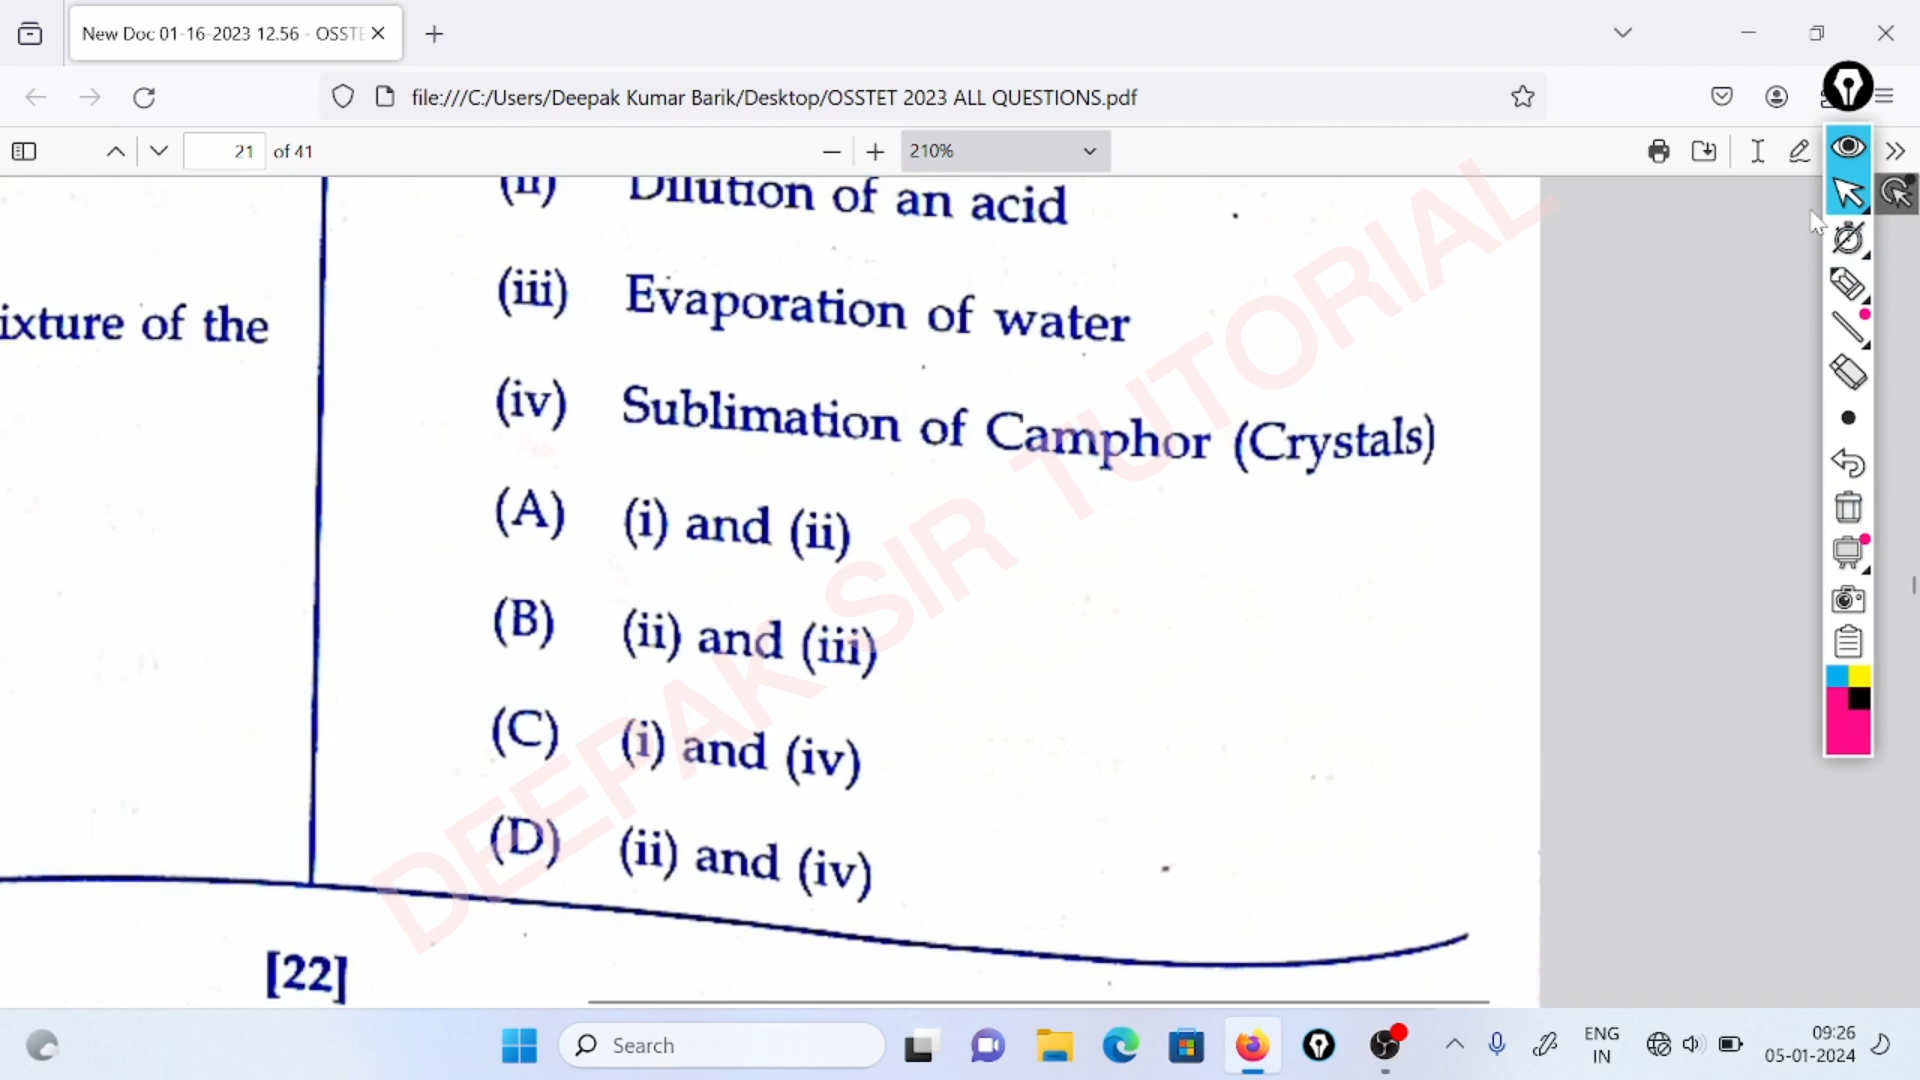 New Doc 01-16-2023 12.56 - OSSTE
file:///C:/Users/Deepak Kumar Barik/Desktop/OSSTET 2023 ALL QUESTIONS.pdf
21 of 41
210%
(ii) Dilution of an acid
(iii) Evaporation of water
ixture of the
(iv) Sublimation of Camphor (Crystals)
(A) (i) and (ii)
(B) (ii) and (iii)
(C) (i) and (iv)
(D) (ii) and (iv)
[22]
DEEPAK SIR TUTORIAL
Search
ENG
IN
09:26
05-01-2024